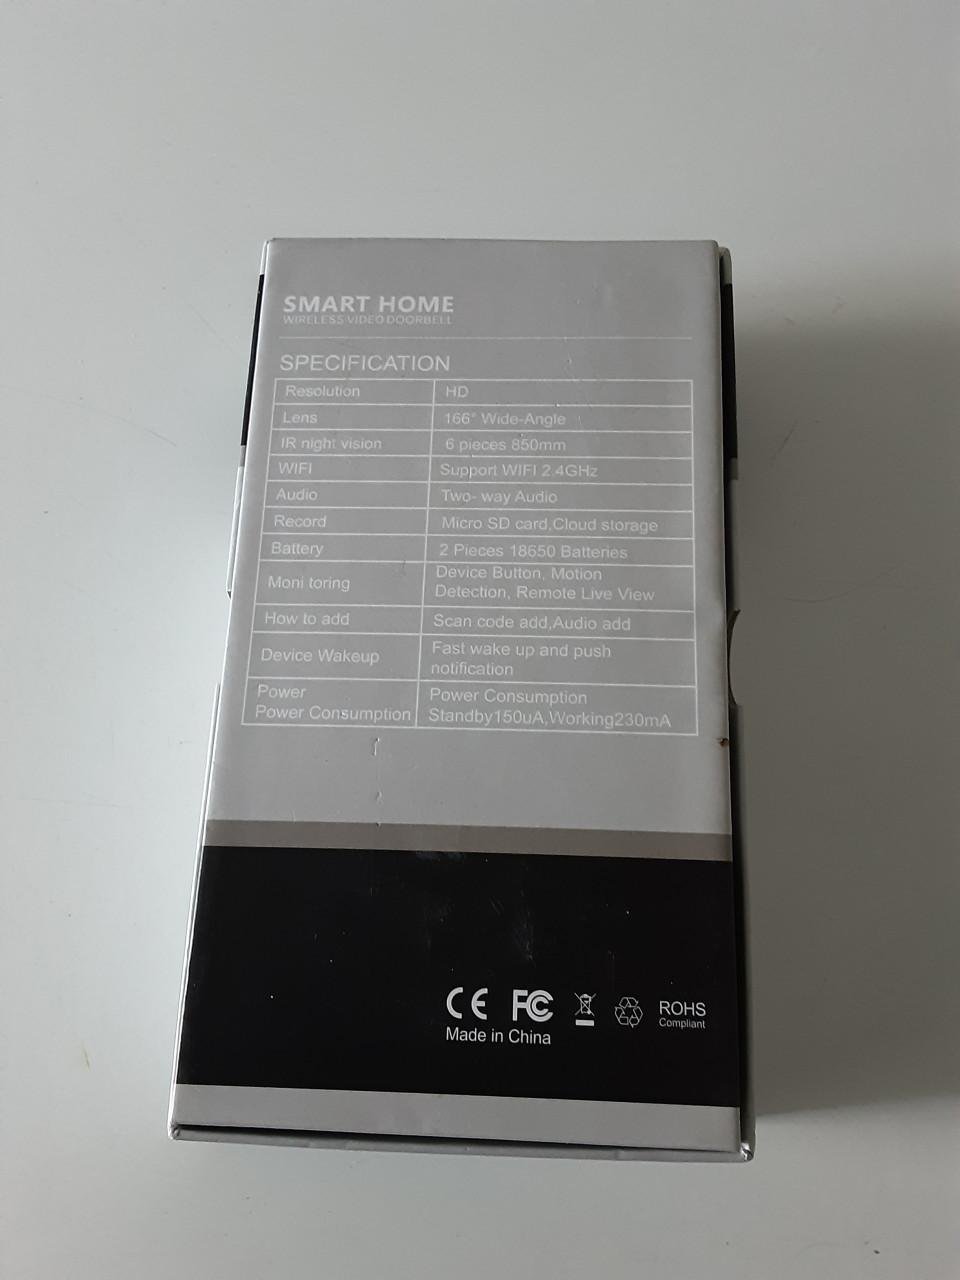 SMART HOME
WIRELESS VIDEO DOORBELL
SPECIFICATION
Resolution HD
Lens 166° Wide-Angle
IR night vision 6 pieces 850mm
WIFI Support WIFI 2.4GHz
Audio Two- way Audio
Record Micro SD card,Cloud storage
Battery 2 Pieces 18650 Batteries
Moni toring Device Button, Motion
Detection, Remote Live View
How to add Scan code add,Audio add
Device Wakeup Fast wake up and push
notification
Power Power Consumption
Power Consumption Standby150uA,Working230mA
CE FC ROHS
Compliant
Made in China